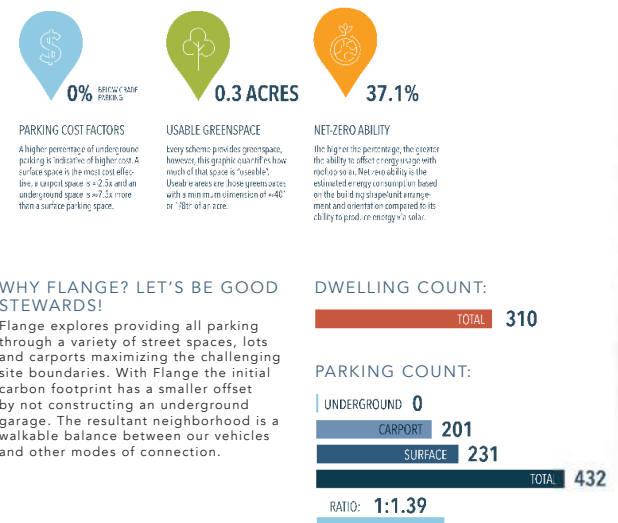 0% BELOW GRADE
PARKING
0.3 ACRES
37.1%
PARKING COST FACTORS
A higher percentage of underground
parking is indicative of higher cost. A
surface space is the most cost effec-
tive, a carport space is ≈2.5x and an
underground space is ≈7.5x more
than a surface parking space.
USABLE GREENSPACE
Every scheme provides greenspace,
however, this graphic quantifies how
much of that space is "useable".
Useable areas are those greenspaces
with a minimum dimension of ≈40'
or 1/8th of an acre.
NET-ZERO ABILITY
The higher the percentage, the greater
the ability to offset energy usage with
rooftop solar. Net-zero ability is the
estimated energy consumption based
on the building shape/unit arrange-
ment and orientation compared to its
ability to produce energy via solar.
WHY FLANGE? LET'S BE GOOD
STEWARDS!
Flange explores providing all parking
through a variety of street spaces, lots
and carports maximizing the challenging
site boundaries. With Flange the initial
carbon footprint has a smaller offset
by not constructing an underground
garage. The resultant neighborhood is a
walkable balance between our vehicles
and other modes of connection.
DWELLING COUNT:
TOTAL 310
PARKING COUNT:
UNDERGROUND 0
CARPORT 201
SURFACE 231
TOTAL 432
RATIO: 1:1.39